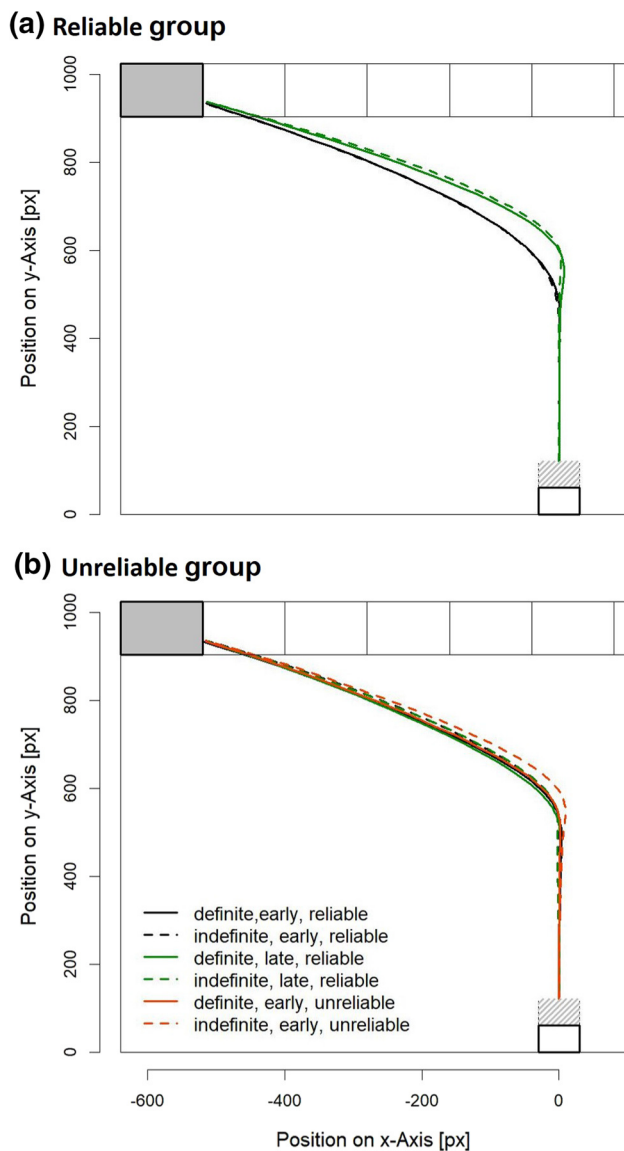 (a) Reliable group
1000
800
600
400
200
0
Position on y-Axis [px]
(b) Unreliable group
1000
800
600
400
200
0
Position on y-Axis [px]
definite,early, reliable
indefinite, early, reliable
definite, late, reliable
indefinite, late, reliable
definite, early, unreliable
indefinite, early, unreliable
-600 -400 -200 0
Position on x-Axis [px]